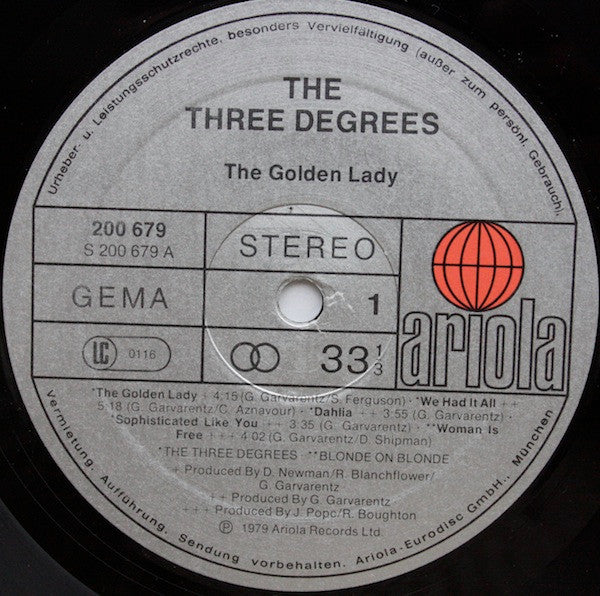 Urheber- u. Leistungsschutzrechte, besonders Vervielfältigung (außer zum persönl. Gebrauch),
THE
THREE DEGREES
The Golden Lady
200 679
S 200 679 A
STEREO
GEMA
1
ariola
LC 0116
33 1/3
*The Golden Lady + 4:15 (G. Garvarentz/S. Ferguson) · *We Had It All ++
5:18 (G. Garvarentz/C. Aznavour) · *Dahlia ++ 3:55 (G. Garvarentz) ·
*Sophisticated Like You ++ 3:35 (G. Garvarentz) · **Woman Is
Free +++ 4:02 (G. Garvarentz/D. Shipman)
*THE THREE DEGREES · **BLONDE ON BLONDE
+ Produced By D. Newman/R. Blanchflower/
G. Garvarentz
++ Produced By G. Garvarentz
+++ Produced By J. Pope/R. Boughton
℗ 1979 Ariola Records Ltd.
Vermietung, Aufführung, Sendung vorbehalten. Ariola-Eurodisc GmbH., München